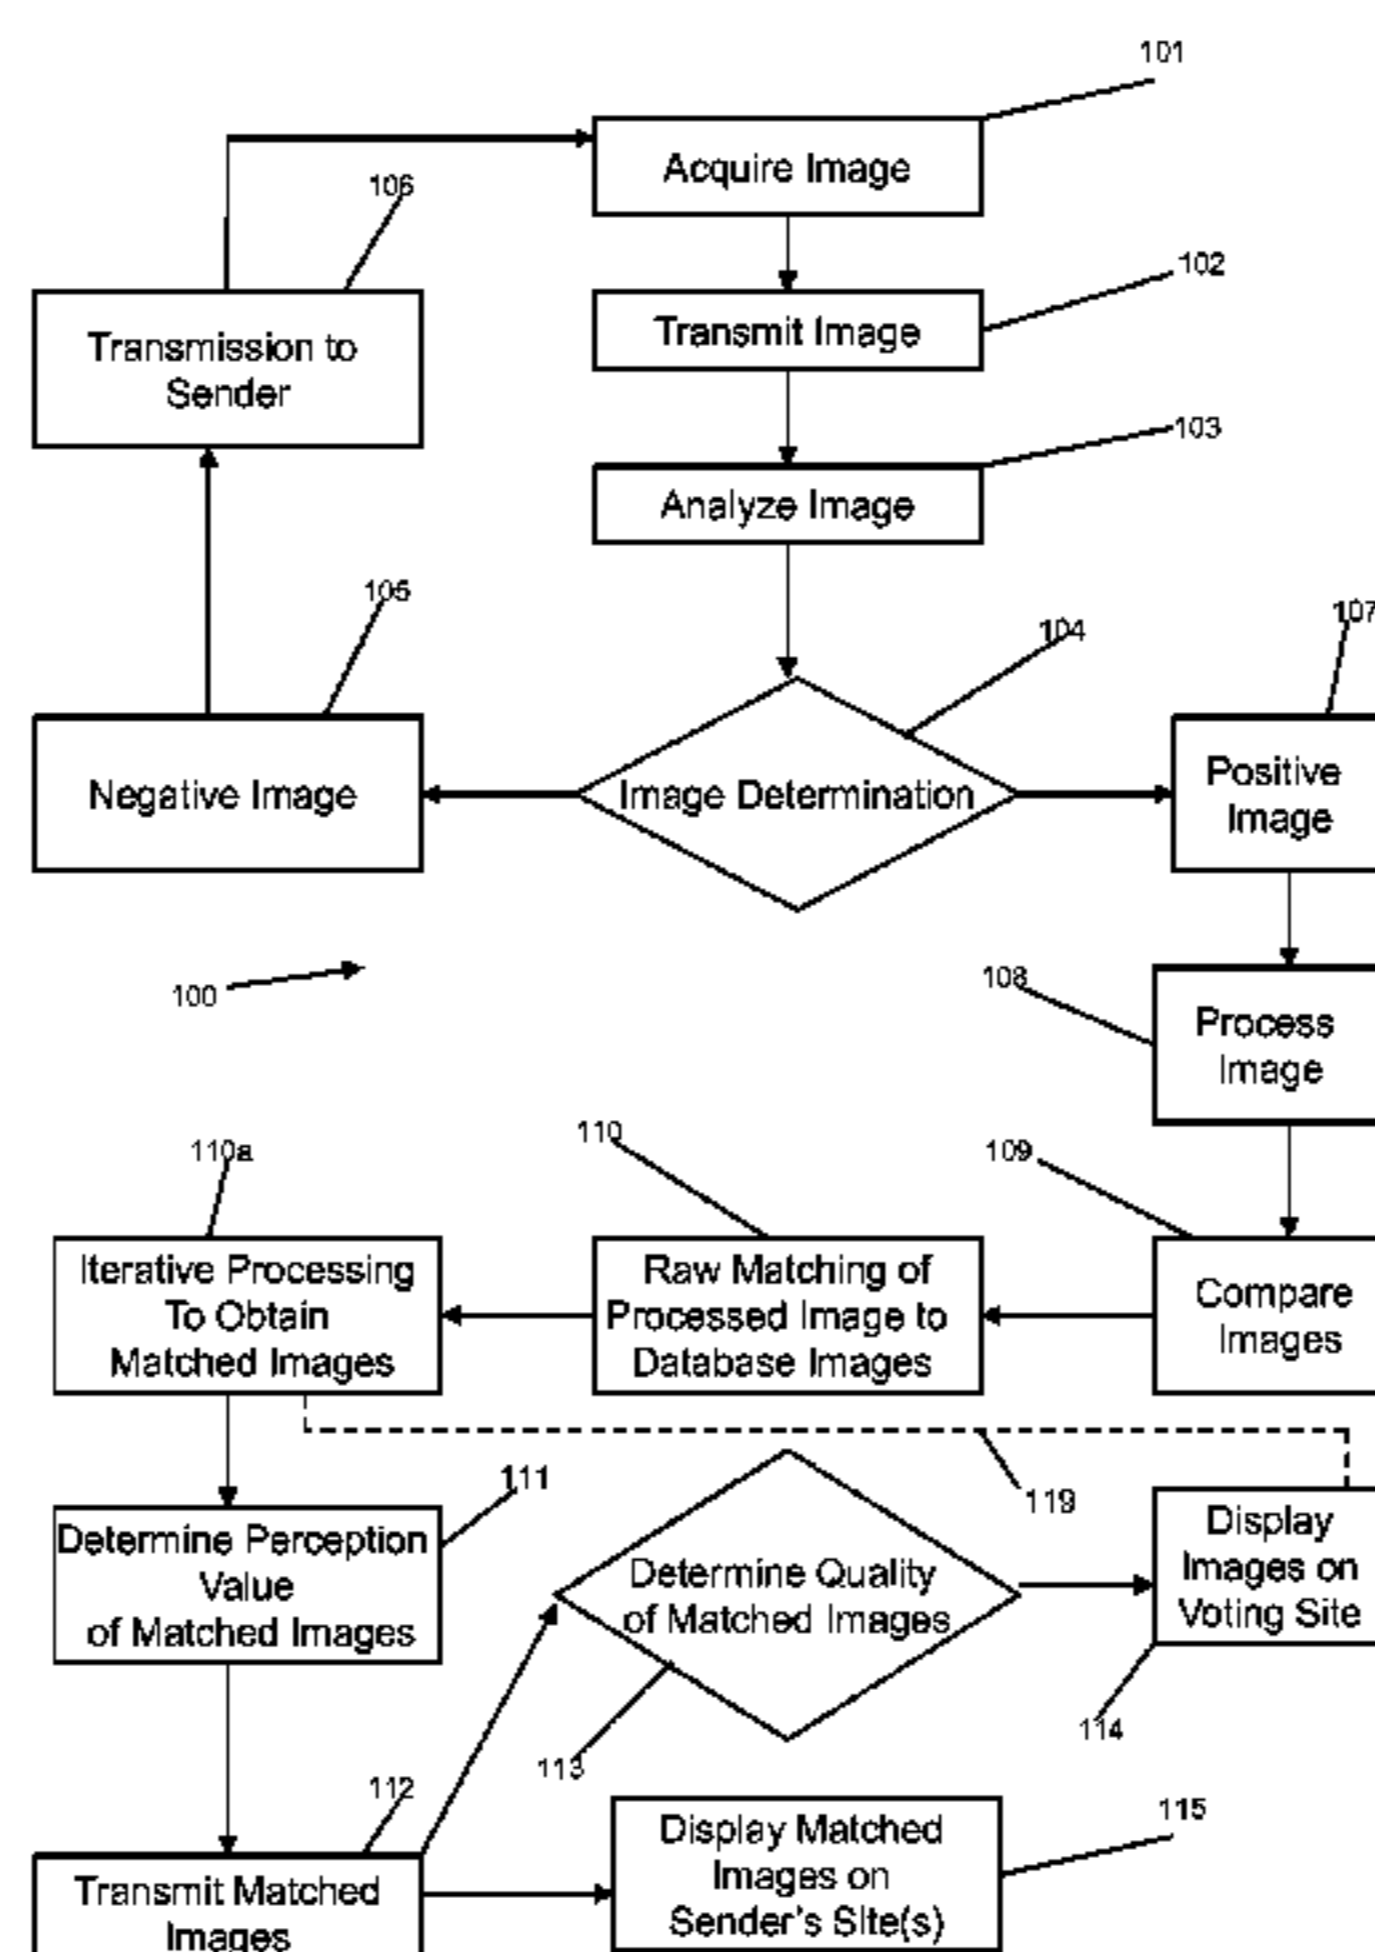 101
Acquire Image
106
102
Transmit Image
Transmission to
Sender
103
Analyze Image
105
104
107
Negative Image
Image Determination
Positive
Image
100
108
Process
Image
110a
110
109
Iterative Processing
To Obtain
Matched Images
Raw Matching of
Processed Image to
Database Images
Compare
Images
111
119
Determine Perception
Value
of Matched Images
Determine Quality
of Matched Images
Display
Images on
Voting Site
114
113
112
115
Transmit Matched
Images
Display Matched
Images on
Sender's Site(s)